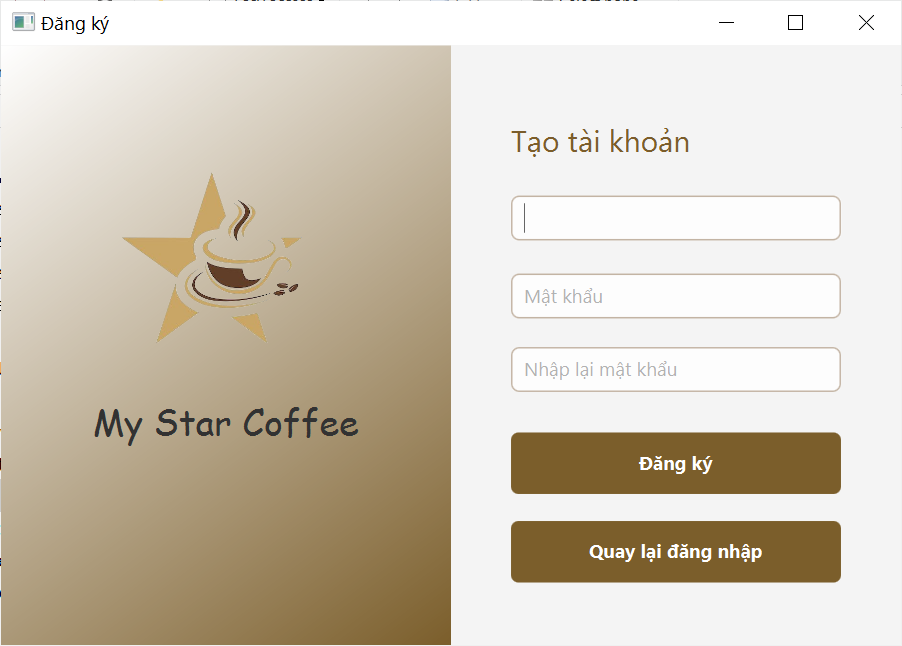 Đăng ký
My Star Coffee
Tạo tài khoản
Mật khẩu
Nhập lại mật khẩu
Đăng ký
Quay lại đăng nhập